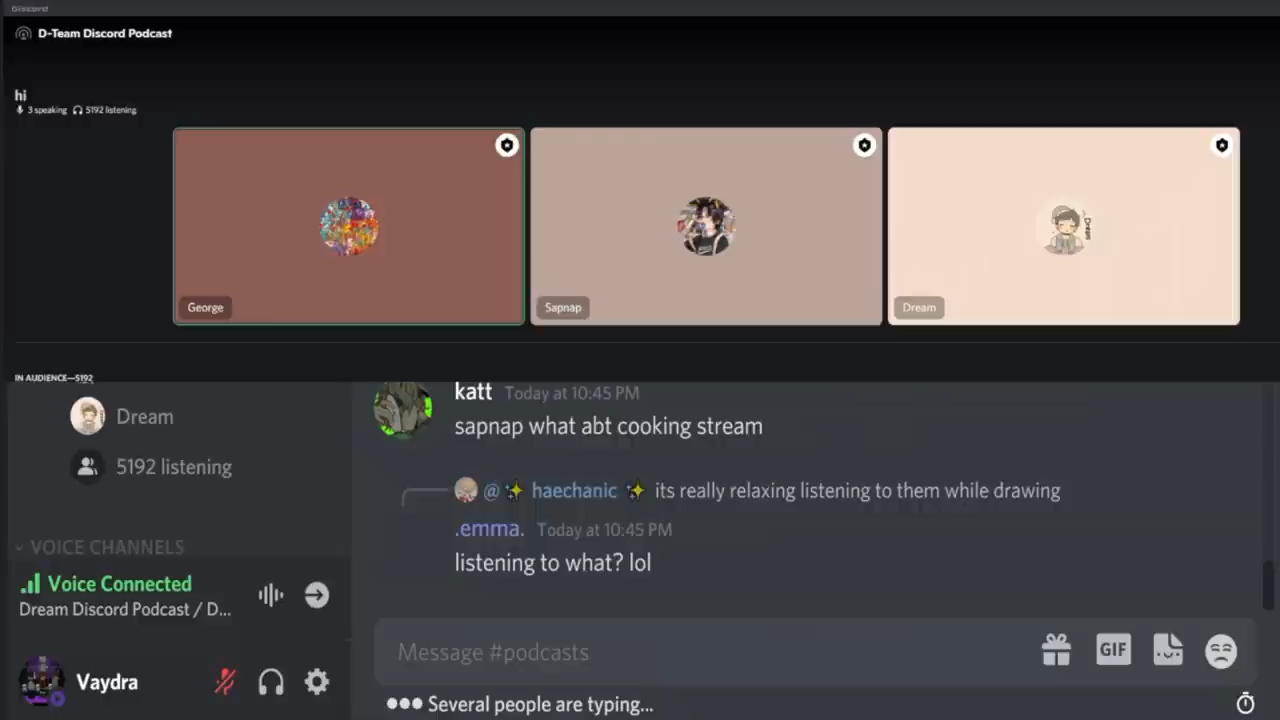 Discord
D-Team Discord Podcast
hi
3 speaking 5192 listening
George
Sapnap
Dream
Dream
IN AUDIENCE—5192
Dream
5192 listening
VOICE CHANNELS
Voice Connected
Dream Discord Podcast / D...
Vaydra
katt Today at 10:45 PM
sapnap what abt cooking stream
@✨ haechanic ✨ its really relaxing listening to them while drawing
.emma. Today at 10:45 PM
listening to what? lol
Message #podcasts
GIF
Several people are typing...